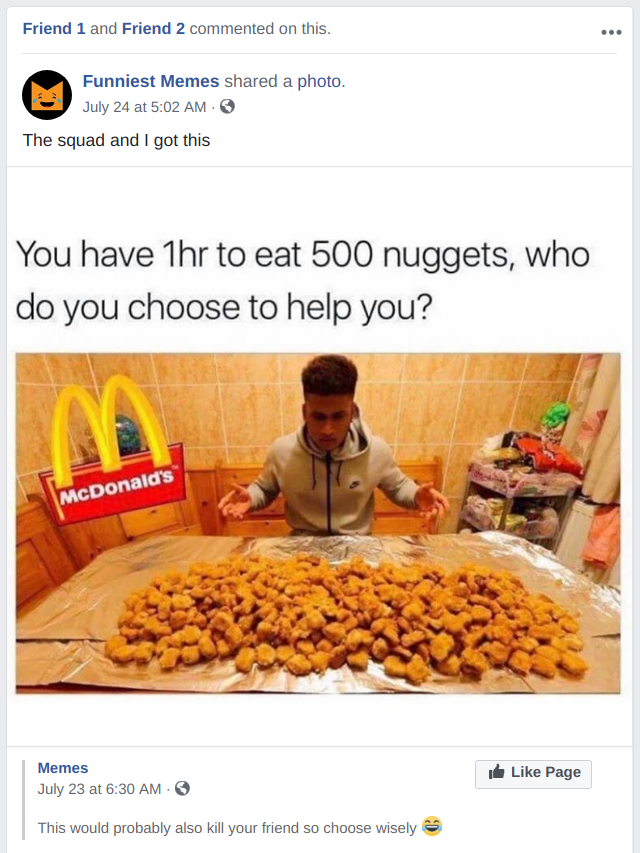 Friend 1 and Friend 2 commented on this.
Funniest Memes shared a photo.
July 24 at 5:02 AM ·
The squad and I got this
You have 1hr to eat 500 nuggets, who
do you choose to help you?
McDonald's™
Memes
July 23 at 6:30 AM ·
Like Page
This would probably also kill your friend so choose wisely 😂